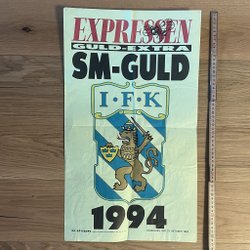 EXPRESSEN
GULD-EXTRA
SM-GULD
I·F·K
1994